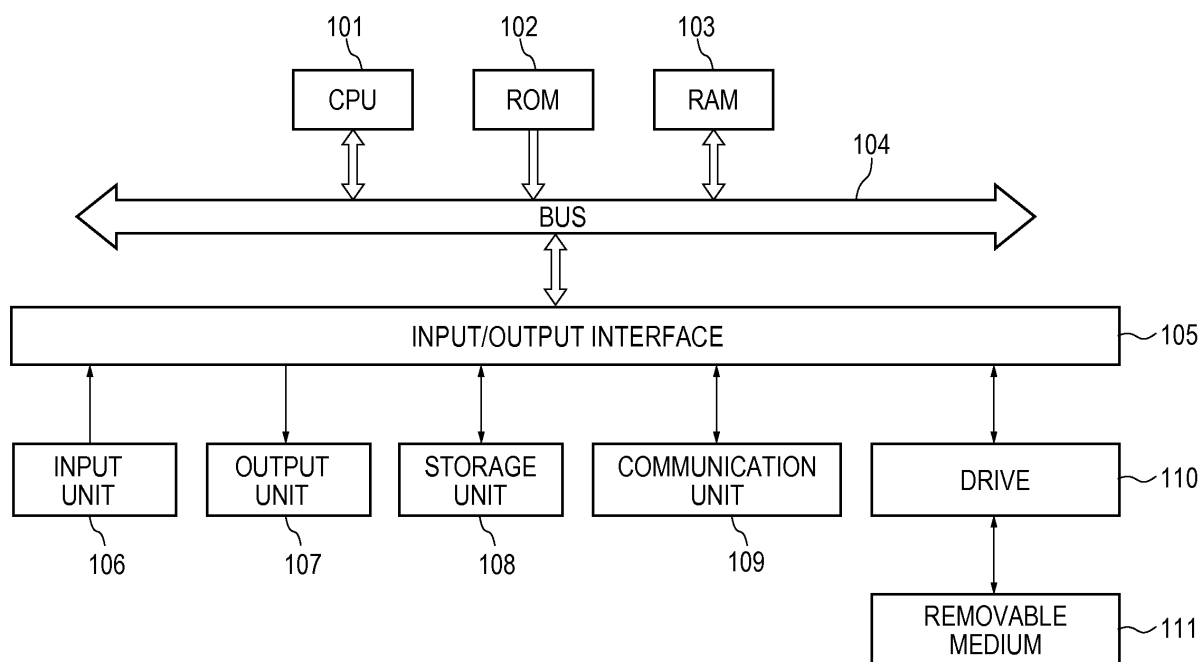 101
102
103
CPU
ROM
RAM
104
BUS
INPUT/OUTPUT INTERFACE
105
INPUT
UNIT
OUTPUT
UNIT
STORAGE
UNIT
COMMUNICATION
UNIT
DRIVE
110
106
107
108
109
REMOVABLE
MEDIUM
111